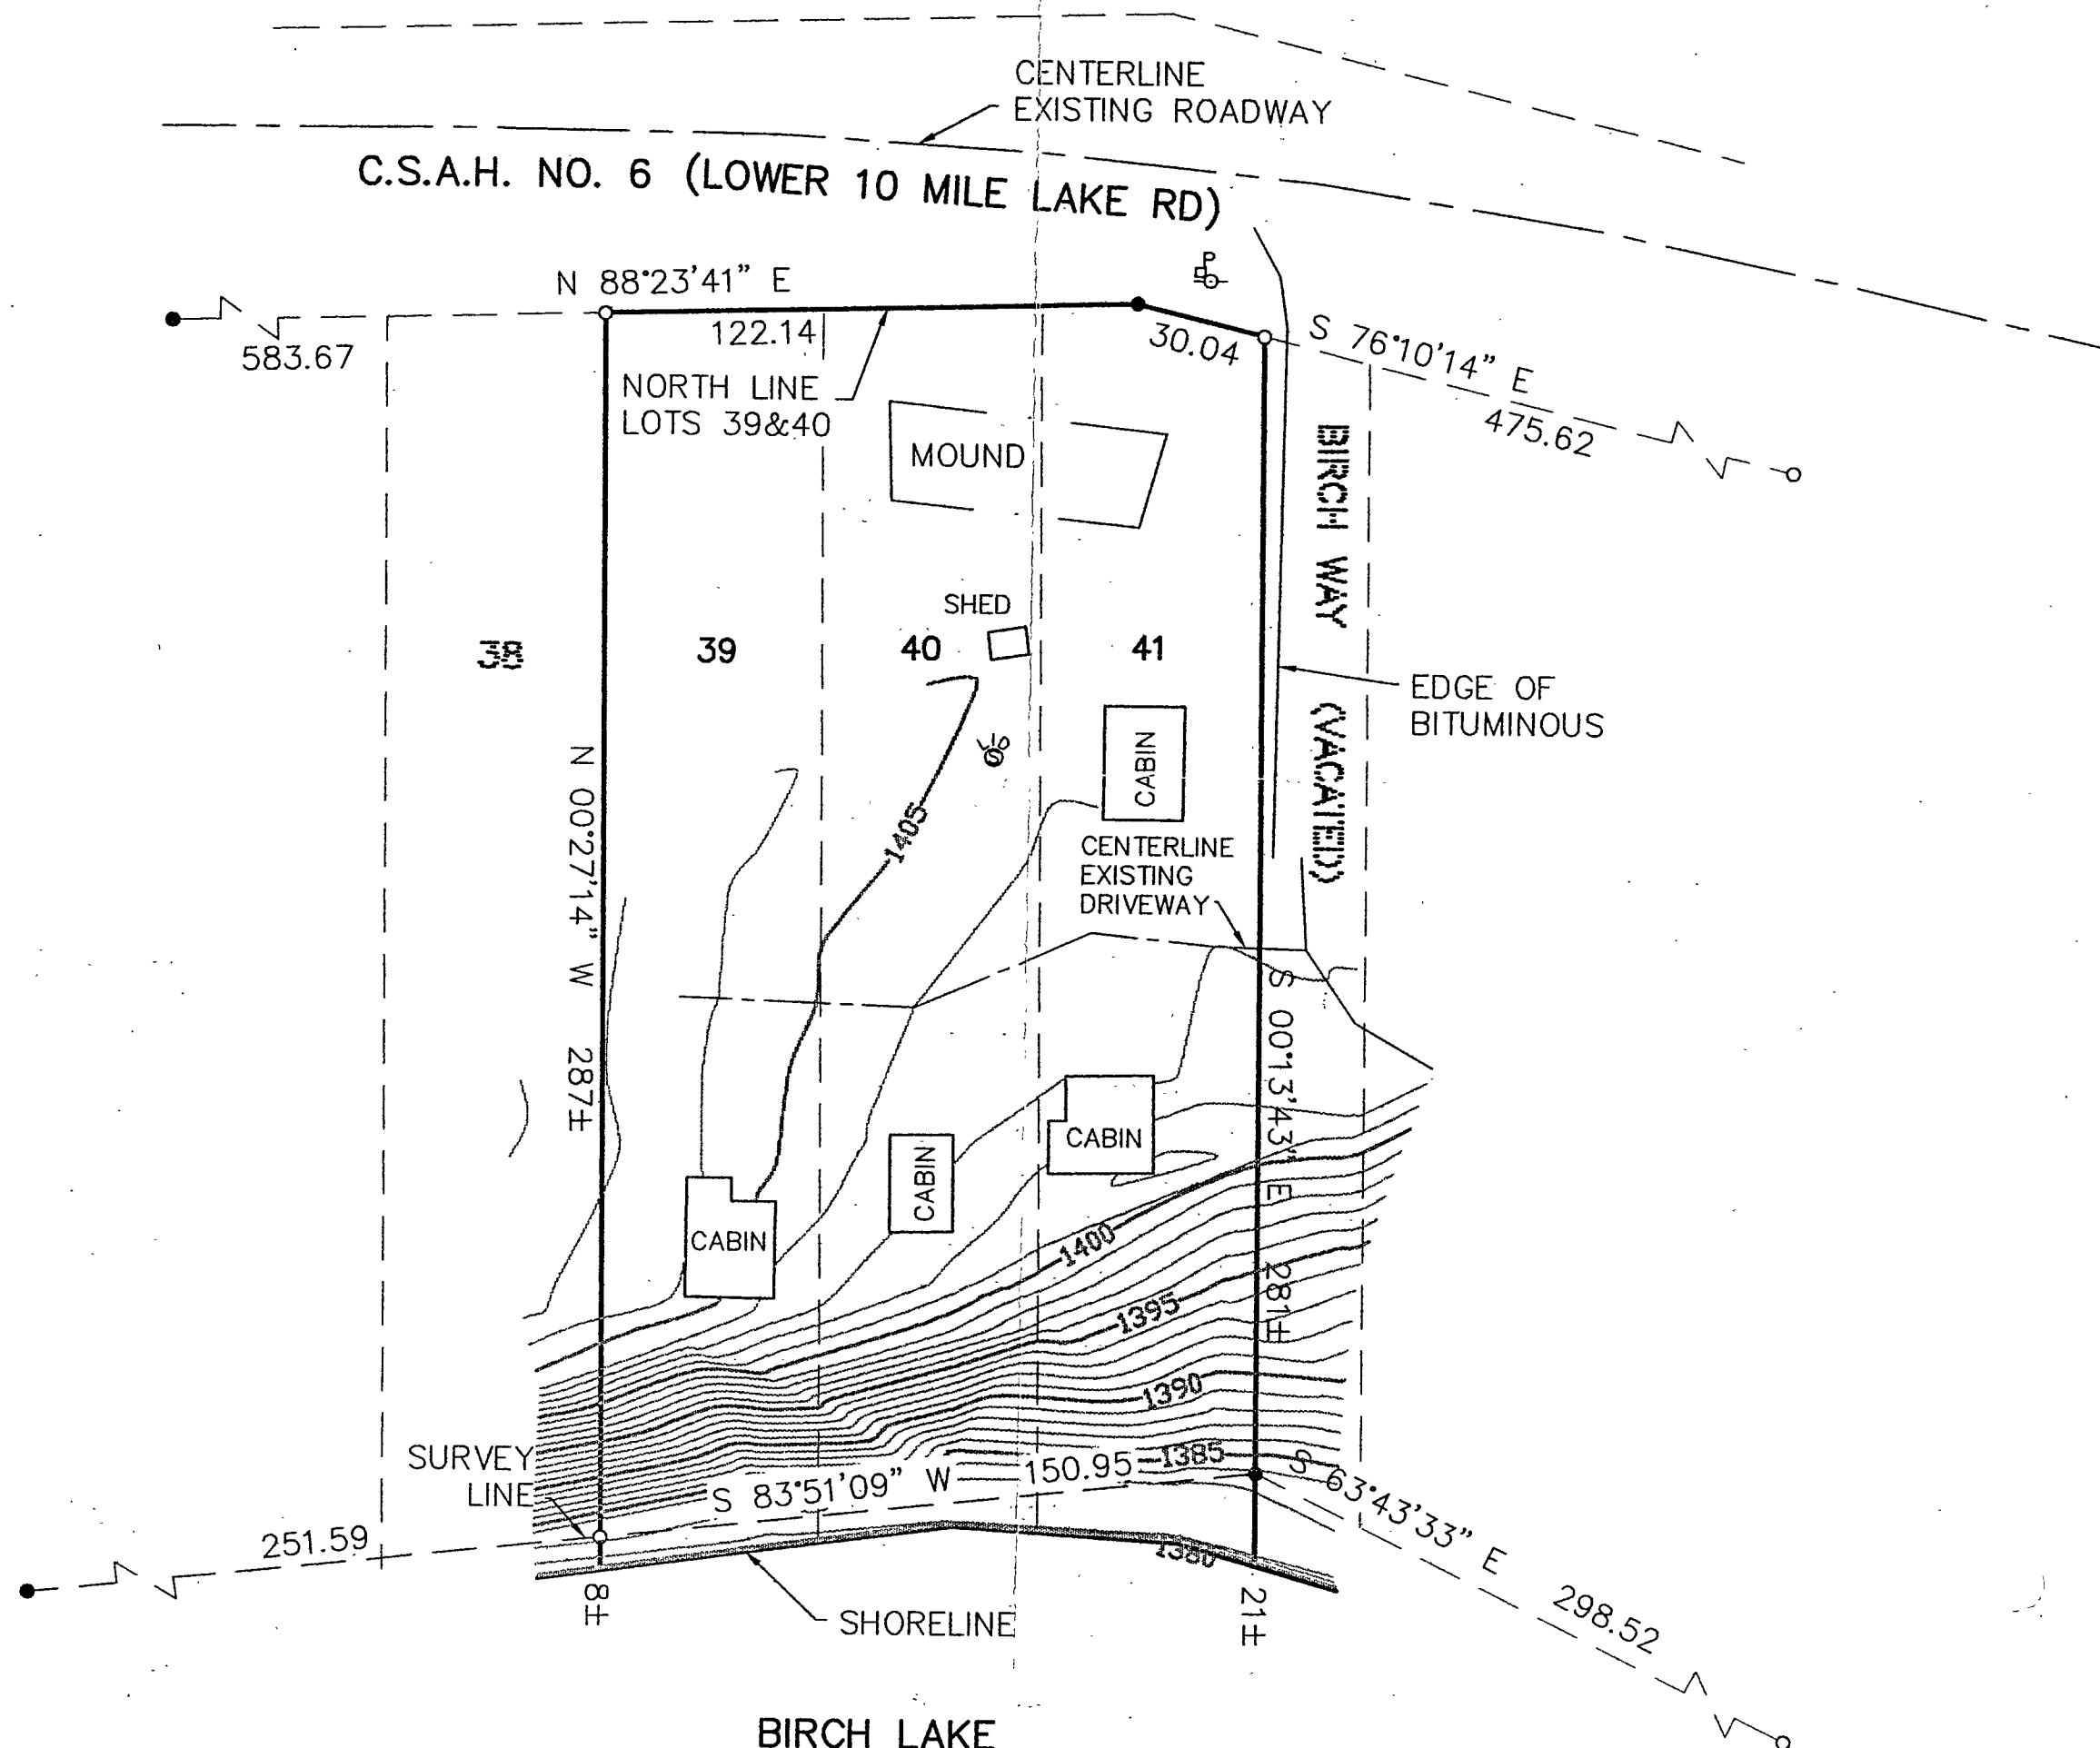 CENTERLINE
EXISTING ROADWAY
C.S.A.H. NO. 6 (LOWER 10 MILE LAKE RD)
N 88°23'41" E
122.14
583.67
30.04
S 76°10'14" E
475.62
NORTH LINE
LOTS 39&40
MOUND
BIRCH WAY (VACATED)
SHED
38
39
40
41
EDGE OF
BITUMINOUS
CABIN
N 00°27'14" W 287±
1405
CENTERLINE
EXISTING
DRIVEWAY
S 00°13'43" E 281±
CABIN
CABIN
CABIN
1400
1395
1390
1385
1380
SURVEY
LINE
S 83°51'09" W 150.95
S 63°43'33" E 298.52
251.59
8±
21±
SHORELINE
BIRCH LAKE